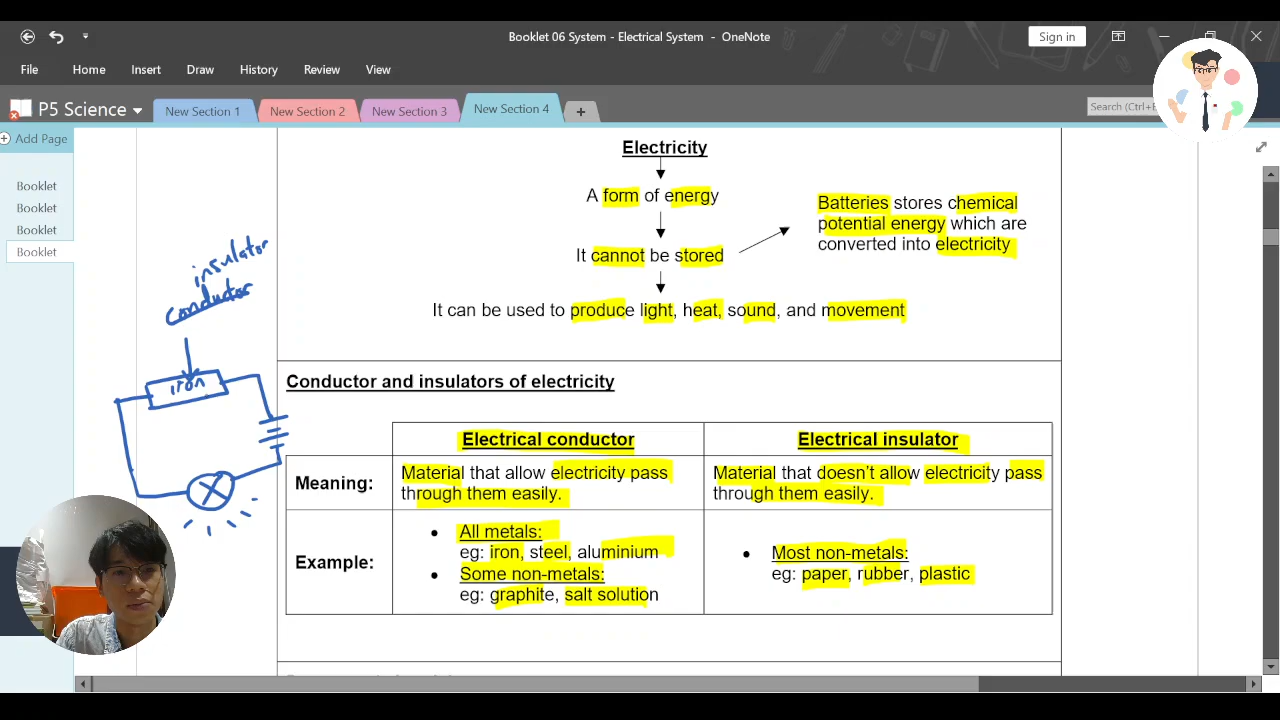 Booklet 06 System - Electrical System - OneNote
Sign in
File Home Insert Draw History Review View
P5 Science
New Section 1
New Section 2
New Section 3
New Section 4
Search (Ctrl+E
Add Page
Booklet
Booklet
Booklet
Booklet
Electricity
A form of energy
It cannot be stored
Batteries stores chemical
potential energy which are
converted into electricity
It can be used to produce light, heat, sound, and movement
insulator
conductor
iron
Conductor and insulators of electricity
Electrical conductor Electrical insulator
Meaning:
Material that allow electricity pass
through them easily.
Material that doesn't allow electricity pass
through them easily.
Example:
• All metals:
eg: iron, steel, aluminium
• Some non-metals:
eg: graphite, salt solution
• Most non-metals:
eg: paper, rubber, plastic